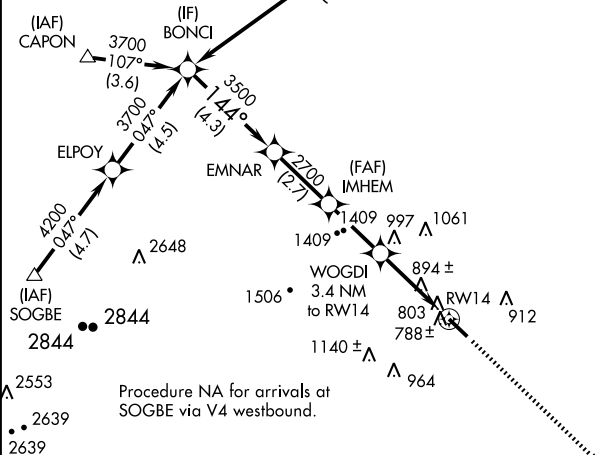 (IF)
BONCI
(IAF)
CAPON
3700
107°
(3.6)
3500
144°
(4.3)
3700
047°
(4.5)
ELPOY
EMNAR
2700
(2.7)
(FAF)
IMHEM
4200
047°
(4.7)
1409
1409
997
1061
2648
(IAF)
SOGBE
WOGDI
3.4 NM
to RW14
894 ±
1506
RW14
803
912
788±
2844
2844
1140 ±
964
2553
Procedure NA for arrivals at
SOGBE via V4 westbound.
2639
2639